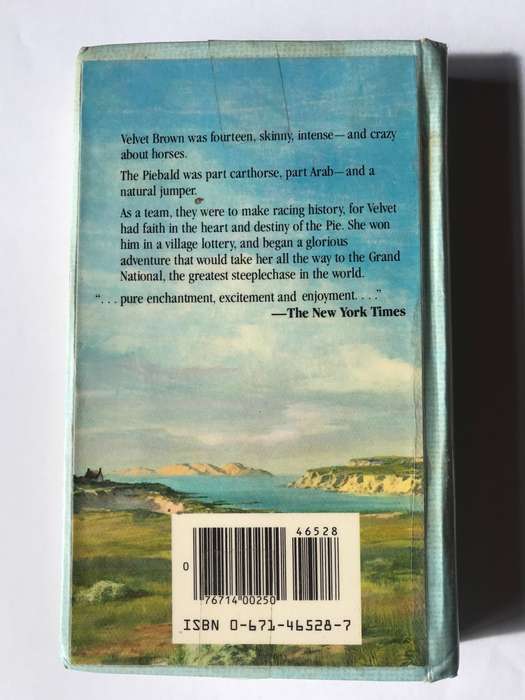 Velvet Brown was fourteen, skinny, intense—and crazy
about horses.
The Piebald was part carthorse, part Arab—and a
natural jumper.
As a team, they were to make racing history, for Velvet
had faith in the heart and destiny of the Pie. She won
him in a village lottery, and began a glorious
adventure that would take her all the way to the Grand
National, the greatest steeplechase in the world.
“. . . pure enchantment, excitement and enjoyment. . . .”
—The New York Times
46528
0
76714 00250
ISBN 0-671-46528-7